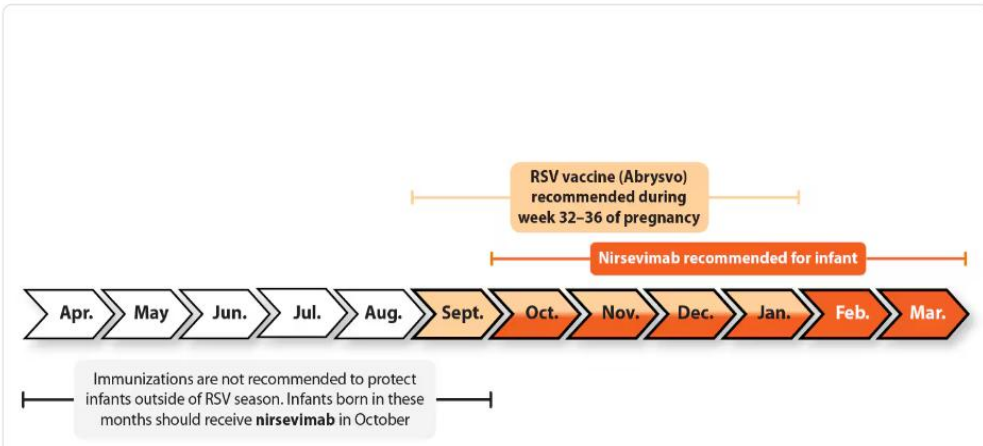 RSV vaccine (Abrysvo)
recommended during
week 32–36 of pregnancy
Nirsevimab recommended for infant
Apr. May Jun. Jul. Aug. Sept. Oct. Nov. Dec. Jan. Feb. Mar.
Immunizations are not recommended to protect
infants outside of RSV season. Infants born in these
months should receive nirsevimab in October